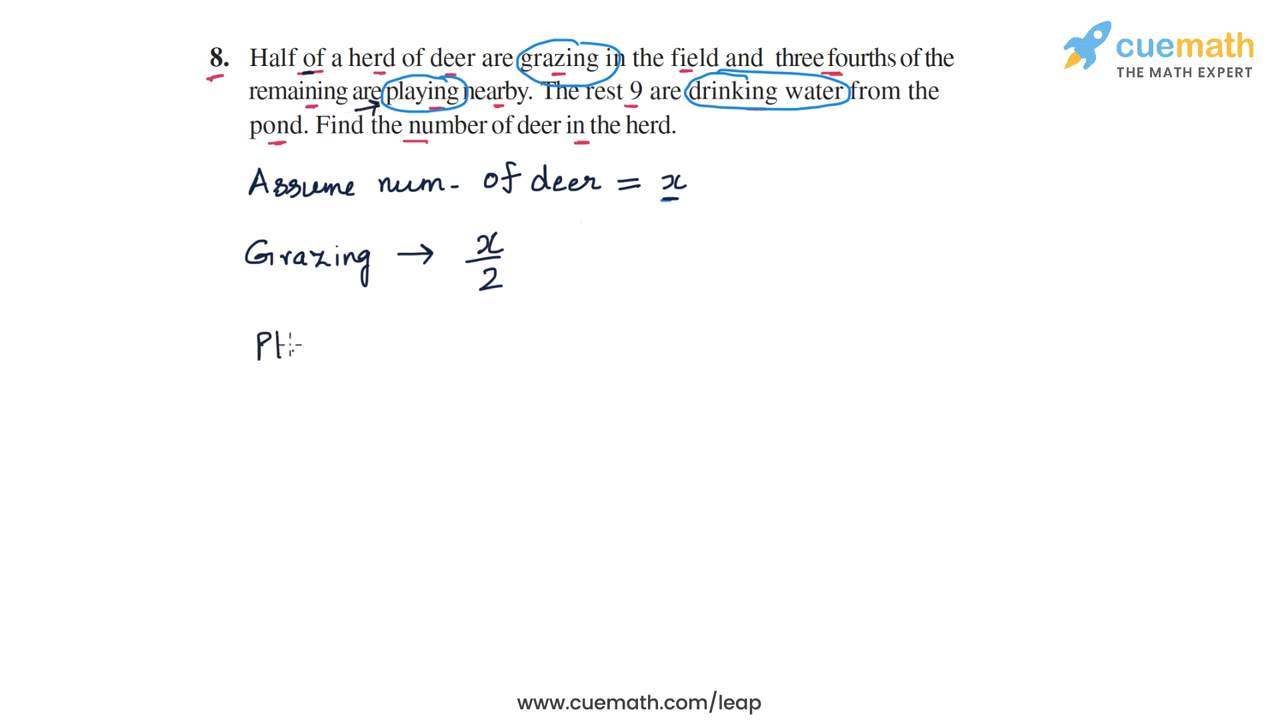 8. Half of a herd of deer are grazing in the field and three fourths of the
remaining are playing nearby. The rest 9 are drinking water from the
pond. Find the number of deer in the herd.
cuemath
THE MATH EXPERT
Assume num. of deer = x
Grazing → x/2
Pl
www.cuemath.com/leap